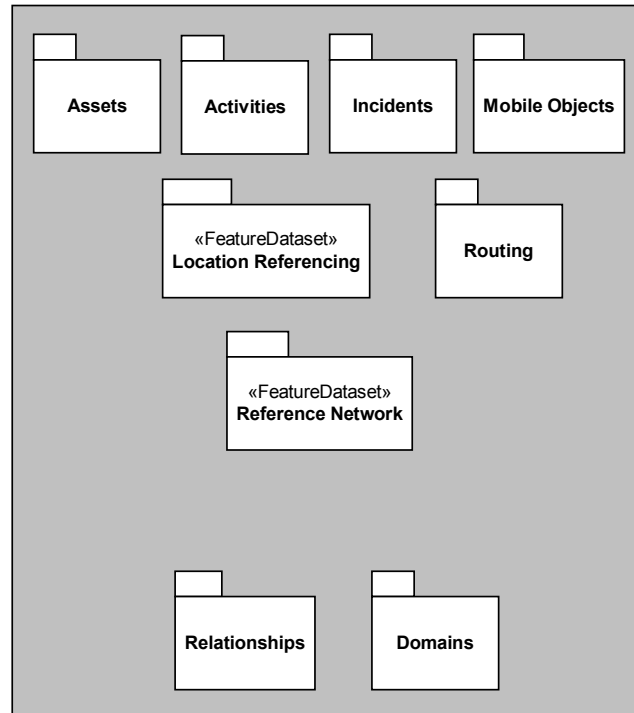 Assets
Activities
Incidents
Mobile Objects
«FeatureDataset»
Location Referencing
Routing
«FeatureDataset»
Reference Network
Relationships
Domains